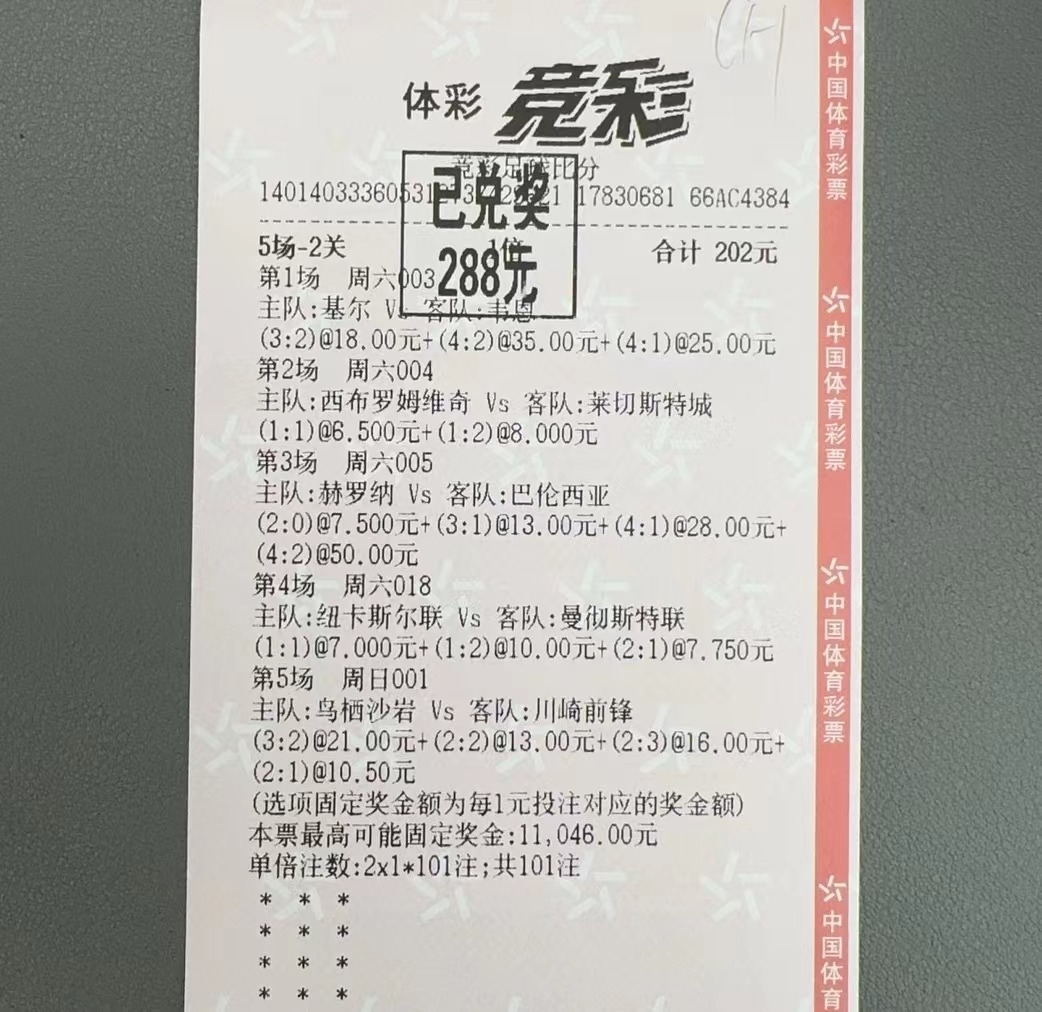 体彩 竞彩
竞彩足球比分
已兑奖
17830681 66AC4384
288元
5场-2关 1倍 合计 202元
第1场 周六003
主队:基尔 Vs 客队:韦恩
(3:2)@18.00元+(4:2)@35.00元+(4:1)@25.00元
第2场 周六004
主队:西布罗姆维奇 Vs 客队:莱切斯特城
(1:1)@6.500元+(1:2)@8.000元
第3场 周六005
主队:赫罗纳 Vs 客队:巴伦西亚
(2:0)@7.500元+(3:1)@13.00元+(4:1)@28.00元+
(4:2)@50.00元
第4场 周六018
主队:纽卡斯尔联 Vs 客队:曼彻斯特联
(1:1)@7.000元+(1:2)@10.00元+(2:1)@7.750元
第5场 周日001
主队:鸟栖沙岩 Vs 客队:川崎前锋
(3:2)@21.00元+(2:2)@13.00元+(2:3)@16.00元+
(2:1)@10.50元
(选项固定奖金额为每1元投注对应的奖金额)
本票最高可能固定奖金:11,046.00元
单倍注数:2x1*101注;共101注
* * *
* * *
* * *
* * *
中国体育彩票
中国体育彩票
中国体育彩票
中国体育